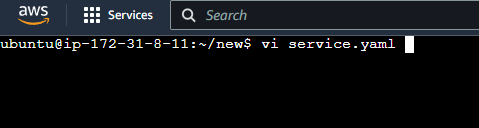 aws
Services
Search
ubuntu@ip-172-31-8-11:~/new$ vi service.yaml